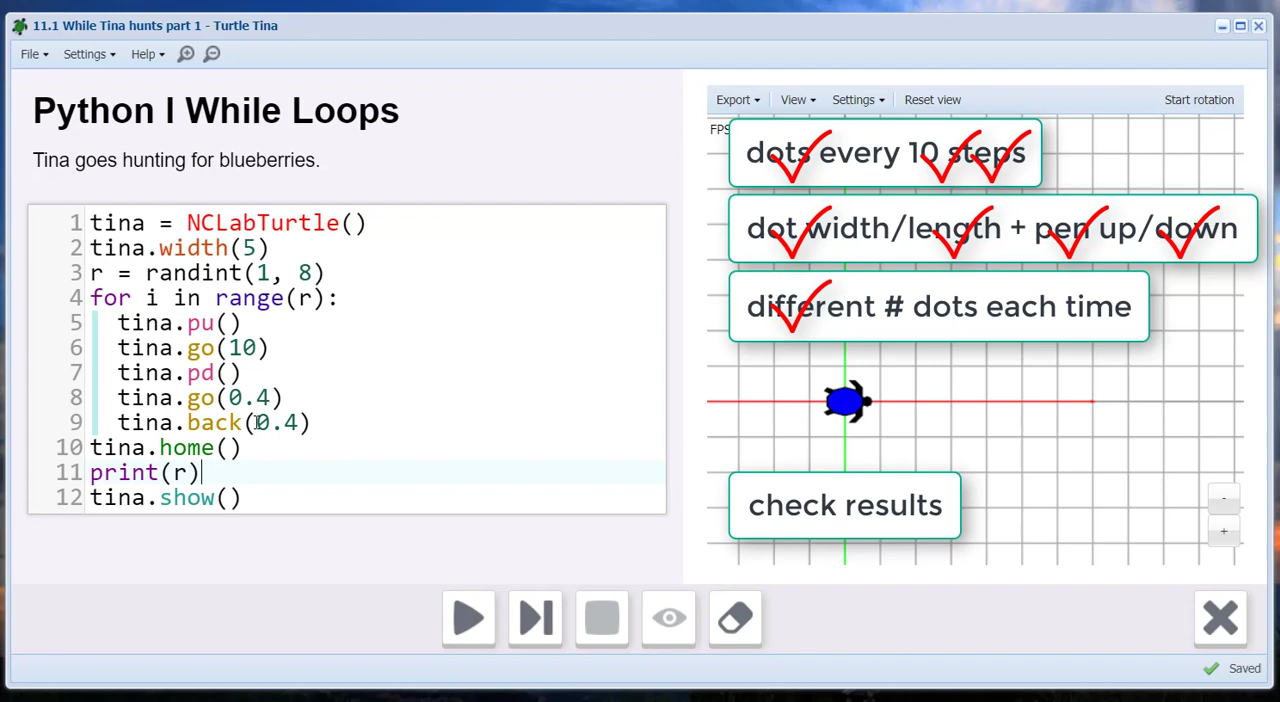 11.1 While Tina hunts part 1 - Turtle Tina
File
Settings
Help
Python I While Loops
Tina goes hunting for blueberries.
1 tina = NCLabTurtle()
2 tina.width(5)
3 r = randint(1, 8)
4 for i in range(r):
5 tina.pu()
6 tina.go(10)
7 tina.pd()
8 tina.go(0.4)
9 tina.back(0.4)
10 tina.home()
11 print(r)
12 tina.show()
Export
View
Settings
Reset view
Start rotation
FPS
dots every 10 steps
dot width/length + pen up/down
different # dots each time
check results
-
+
Saved